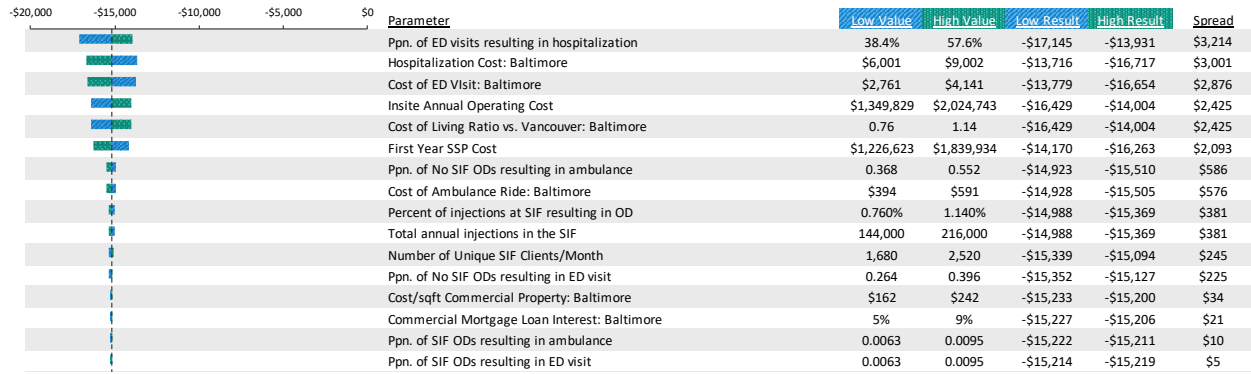 -$20,000 -$15,000 -$10,000 -$5,000 $0
Parameter Low Value High Value Low Result High Result Spread
Ppn. of ED visits resulting in hospitalization 38.4% 57.6% -$17,145 -$13,931 $3,214
Hospitalization Cost: Baltimore $6,001 $9,002 -$13,716 -$16,717 $3,001
Cost of ED VIsit: Baltimore $2,761 $4,141 -$13,779 -$16,654 $2,876
Insite Annual Operating Cost $1,349,829 $2,024,743 -$16,429 -$14,004 $2,425
Cost of Living Ratio vs. Vancouver: Baltimore 0.76 1.14 -$16,429 -$14,004 $2,425
First Year SSP Cost $1,226,623 $1,839,934 -$14,170 -$16,263 $2,093
Ppn. of No SIF ODs resulting in ambulance 0.368 0.552 -$14,923 -$15,510 $586
Cost of Ambulance Ride: Baltimore $394 $591 -$14,928 -$15,505 $576
Percent of injections at SIF resulting in OD 0.760% 1.140% -$14,988 -$15,369 $381
Total annual injections in the SIF 144,000 216,000 -$14,988 -$15,369 $381
Number of Unique SIF Clients/Month 1,680 2,520 -$15,339 -$15,094 $245
Ppn. of No SIF ODs resulting in ED visit 0.264 0.396 -$15,352 -$15,127 $225
Cost/sqft Commercial Property: Baltimore $162 $242 -$15,233 -$15,200 $34
Commercial Mortgage Loan Interest: Baltimore 5% 9% -$15,227 -$15,206 $21
Ppn. of SIF ODs resulting in ambulance 0.0063 0.0095 -$15,222 -$15,211 $10
Ppn. of SIF ODs resulting in ED visit 0.0063 0.0095 -$15,214 -$15,219 $5